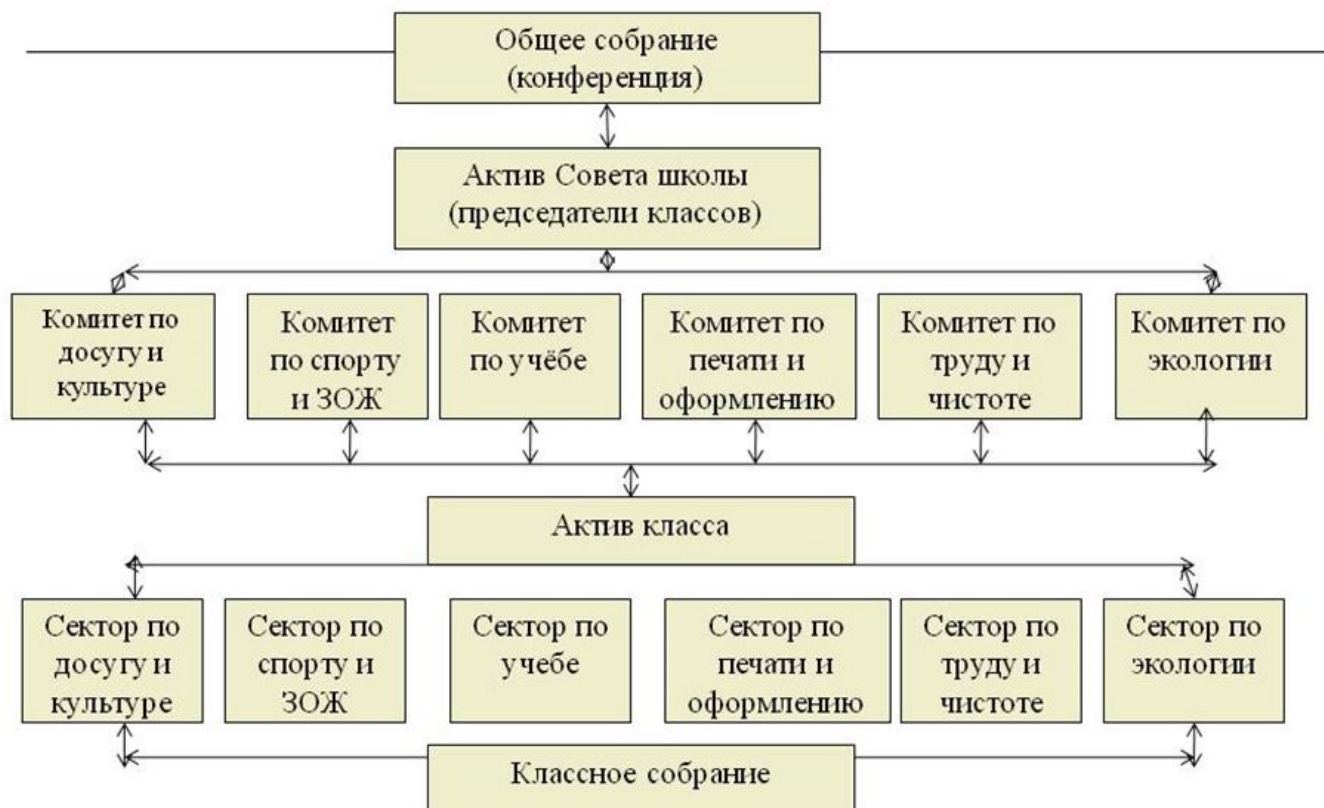 Общее собрание
(конференция)
Актив Совета школы
(председатели классов)
Комитет по
досугу и
культуре
Комитет
по спорту
и ЗОЖ
Комитет
по учёбе
Комитет по
печати и
оформлению
Комитет по
труду и
чистоте
Комитет по
экологии
Актив класса
Сектор по
досугу и
культуре
Сектор по
спорту и
ЗОЖ
Сектор по
учебе
Сектор по
печати и
оформлению
Сектор по
труду и
чистоте
Сектор по
экологии
Классное собрание